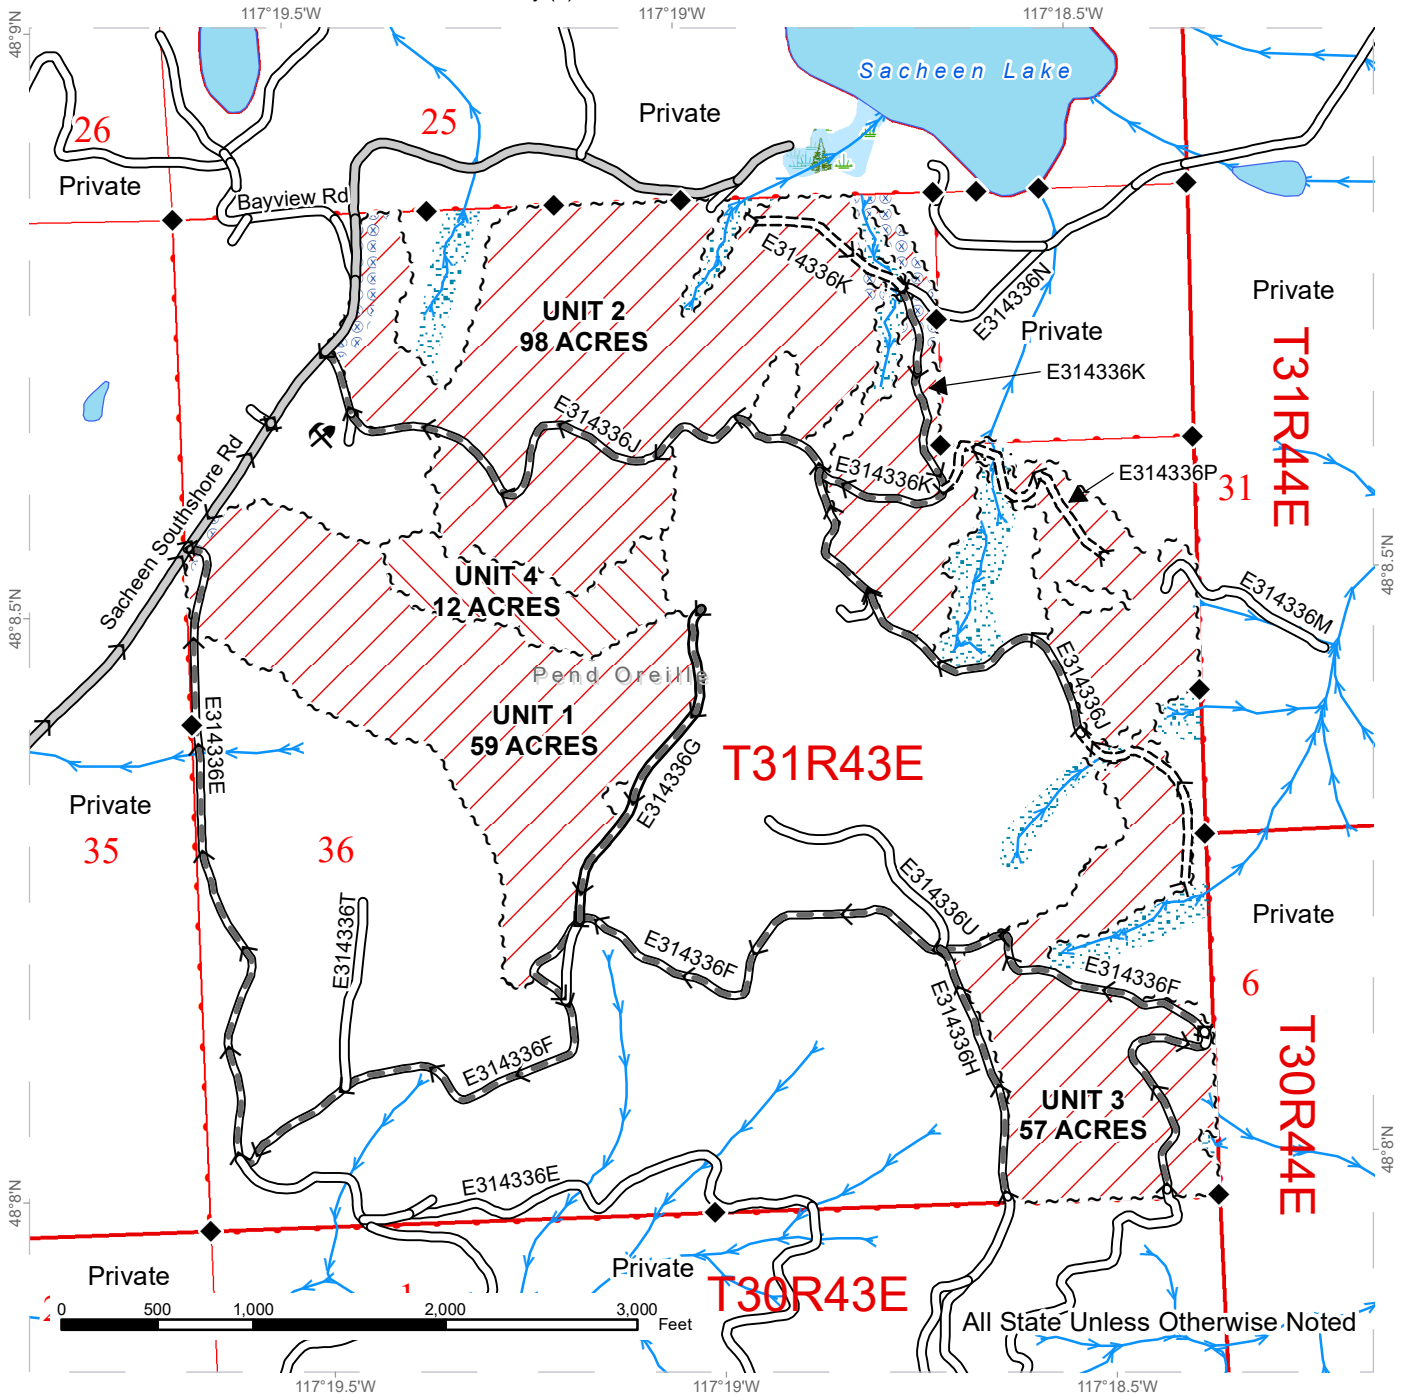 117°19.5'W
117°19'W
117°18.5'W
48°9'N
Sacheen Lake
26
25
Private
Private
Bayview Rd
E314336K
E314336N
Private
UNIT 2
98 ACRES
Private
T31R44E
E314336K
E314336J
E314336K
E314336P
31
Sacheen Southshore Rd
48°8.5'N
48°8.5'N
UNIT 4
12 ACRES
E314336M
E314336J
Pend Oreille
UNIT 1
59 ACRES
E314336E
E314336G
T31R43E
Private
35
36
E314336U
E314336T
Private
E314336F
E314336F
6
E314336H
E314336F
T30R44E
UNIT 3
57 ACRES
48°8'N
48°8'N
E314336E
Private
Private
1
T30R43E
0
500
1,000
2,000
3,000
Feet
All State Unless Otherwise Noted
117°19.5'W
117°19'W
117°18.5'W